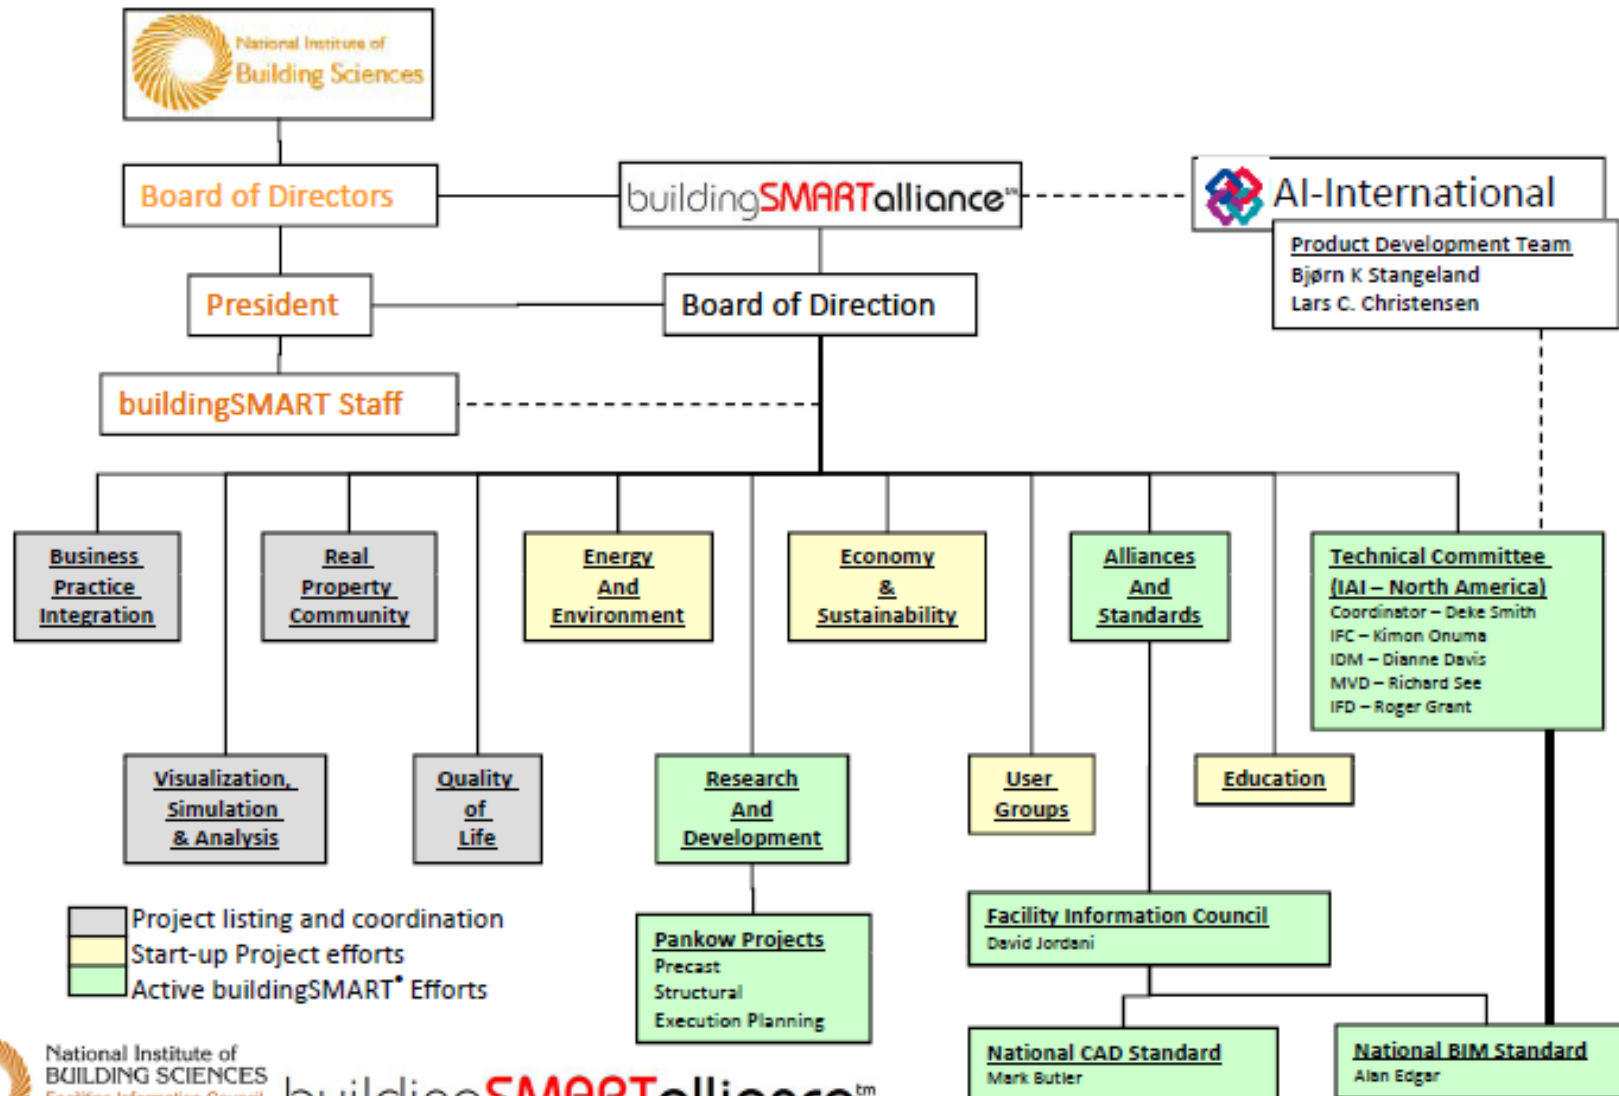 National Institute of
Building Sciences
Board of Directors
buildingSMARTalliance™
AI-International
Product Development Team
Bjørn K Stangeland
Lars C. Christensen
President
Board of Direction
buildingSMART Staff
Business
Practice
Integration
Real
Property
Community
Energy
And
Environment
Economy
&
Sustainability
Alliances
And
Standards
Technical Committee
(IAI – North America)
Coordinator – Deke Smith
IFC – Kimon Onuma
IDM – Dianne Davis
MVD – Richard See
IFD – Roger Grant
Visualization,
Simulation
& Analysis
Quality
of
Life
Research
And
Development
User
Groups
Education
Project listing and coordination
Start-up Project efforts
Active buildingSMART® Efforts
Pankow Projects
Precast
Structural
Execution Planning
Facility Information Council
David Jordani
National CAD Standard
Mark Butler
National BIM Standard
Alan Edgar
National Institute of
BUILDING SCIENCES
Facilities Information Council
buildingSMARTalliance™